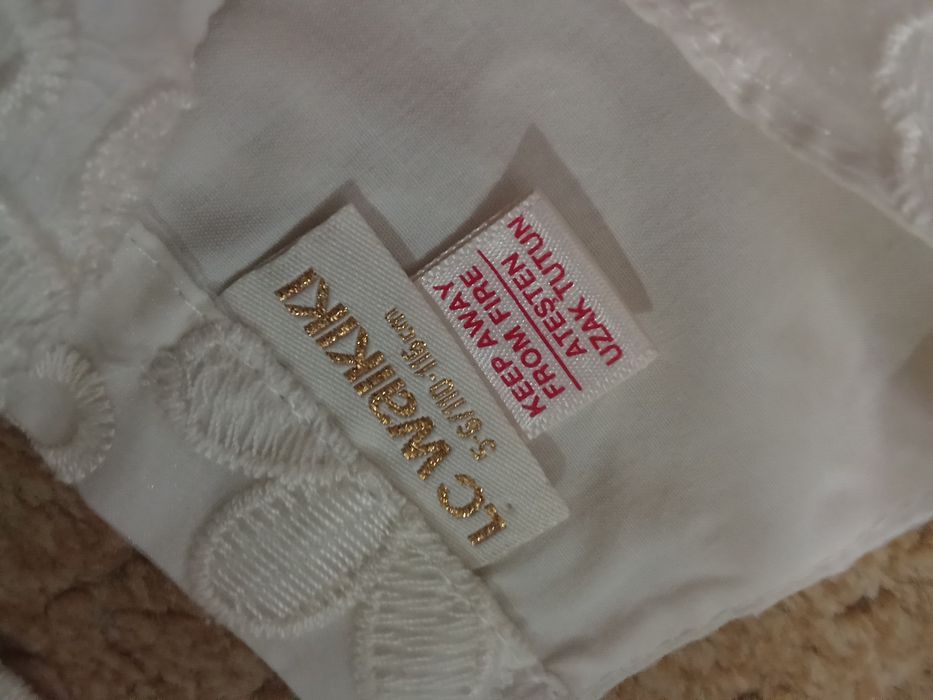 LC WAIKIKI
5-6/110-116 cm
KEEP AWAY
FROM FIRE
ATEŞTEN
UZAK TUTUN